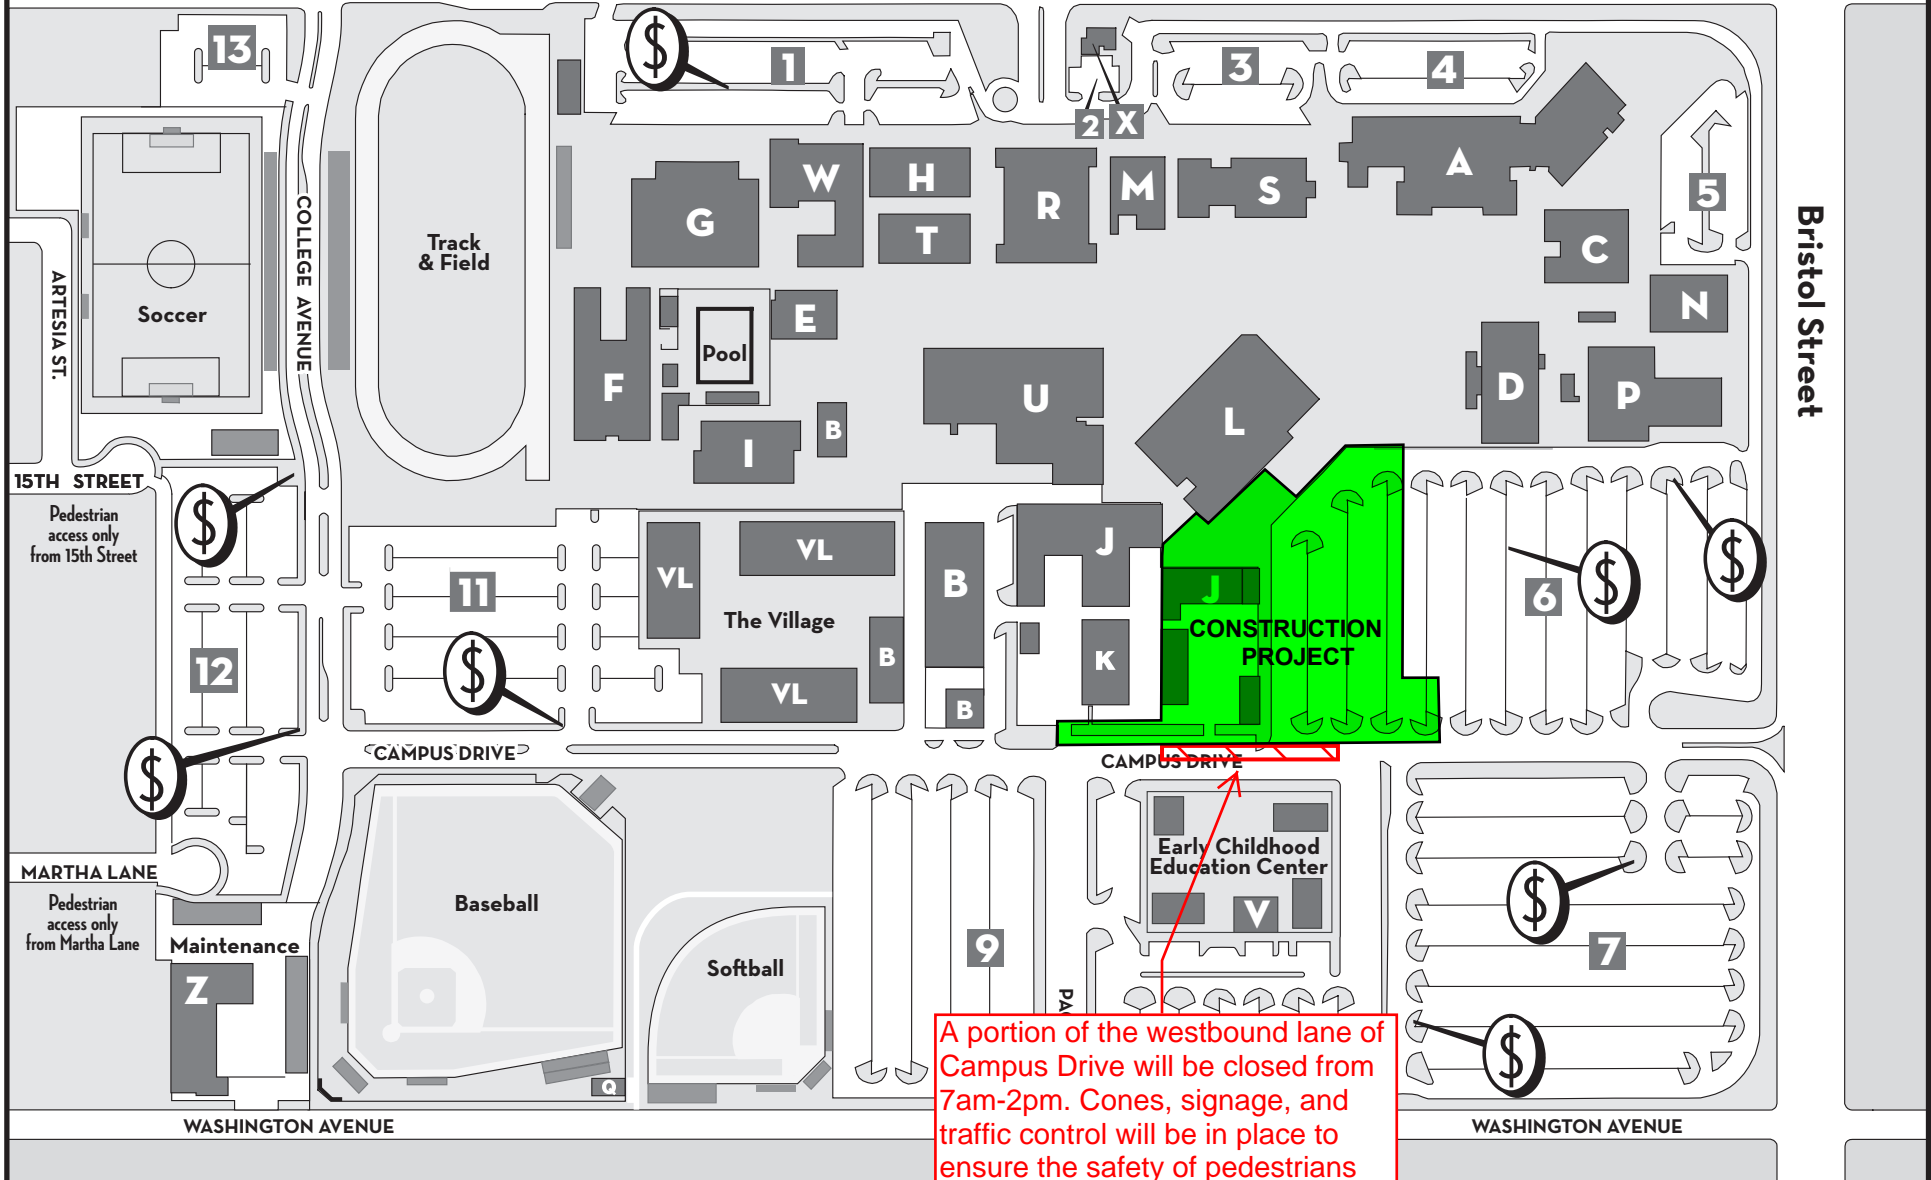 13
$
1
3
4
2
X
5
W
H
G
T
R
M
S
A
C
N
COLLEGE AVENUE
Track
& Field
ARTESIA ST.
Soccer
Bristol Street
E
Pool
F
I
B
U
L
D
P
15TH STREET
Pedestrian
access only
from 15th Street
$
11
VL
VL
The Village
B
J
J
CONSTRUCTION
PROJECT
6
$
$
12
$
VL
B
B
K
$
CAMPUS DRIVE
CAMPUS DRIVE
MARTHA LANE
Pedestrian
access only
from Martha Lane
Maintenance
Z
Baseball
Softball
Q
9
Early Childhood
Education Center
V
$
7
$
A portion of the westbound lane of
Campus Drive will be closed from
7am-2pm. Cones, signage, and
traffic control will be in place to
ensure the safety of pedestrians
WASHINGTON AVENUE
WASHINGTON AVENUE